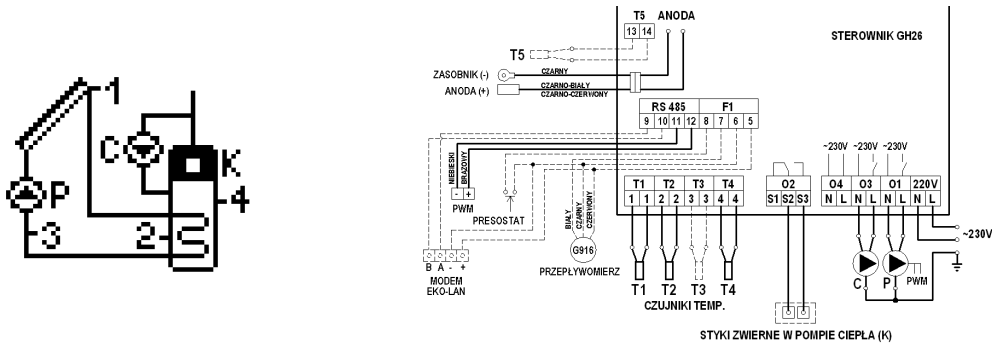 1
C
K
P
4
3
2
T5
ANODA
13 14
STEROWNIK GH26
T5
ZASOBNIK (-)
CZARNY
ANODA (+)
CZARNO-BIAŁY
CZARNO-CZERWONY
RS 485 F1
9 10 11 12 8 7 6 5
NIEBIESKI
BRĄZOWY
- +
PWM
PRESOSTAT
BIAŁY
CZARNY
CZERWONY
G916
PRZEPŁYWOMIERZ
B A - +
MODEM
EKO-LAN
T1 T2 T3 T4
1 1 2 2 3 3 4 4
T1 T2 T3 T4
CZUJNIKI TEMP.
O2
S1 S2 S3
~230V ~230V ~230V
O4 O3 O1 220V
N L N L N L N L
~230V
C P PWM
STYKI ZWIERNE W POMPIE CIEPŁA (K)